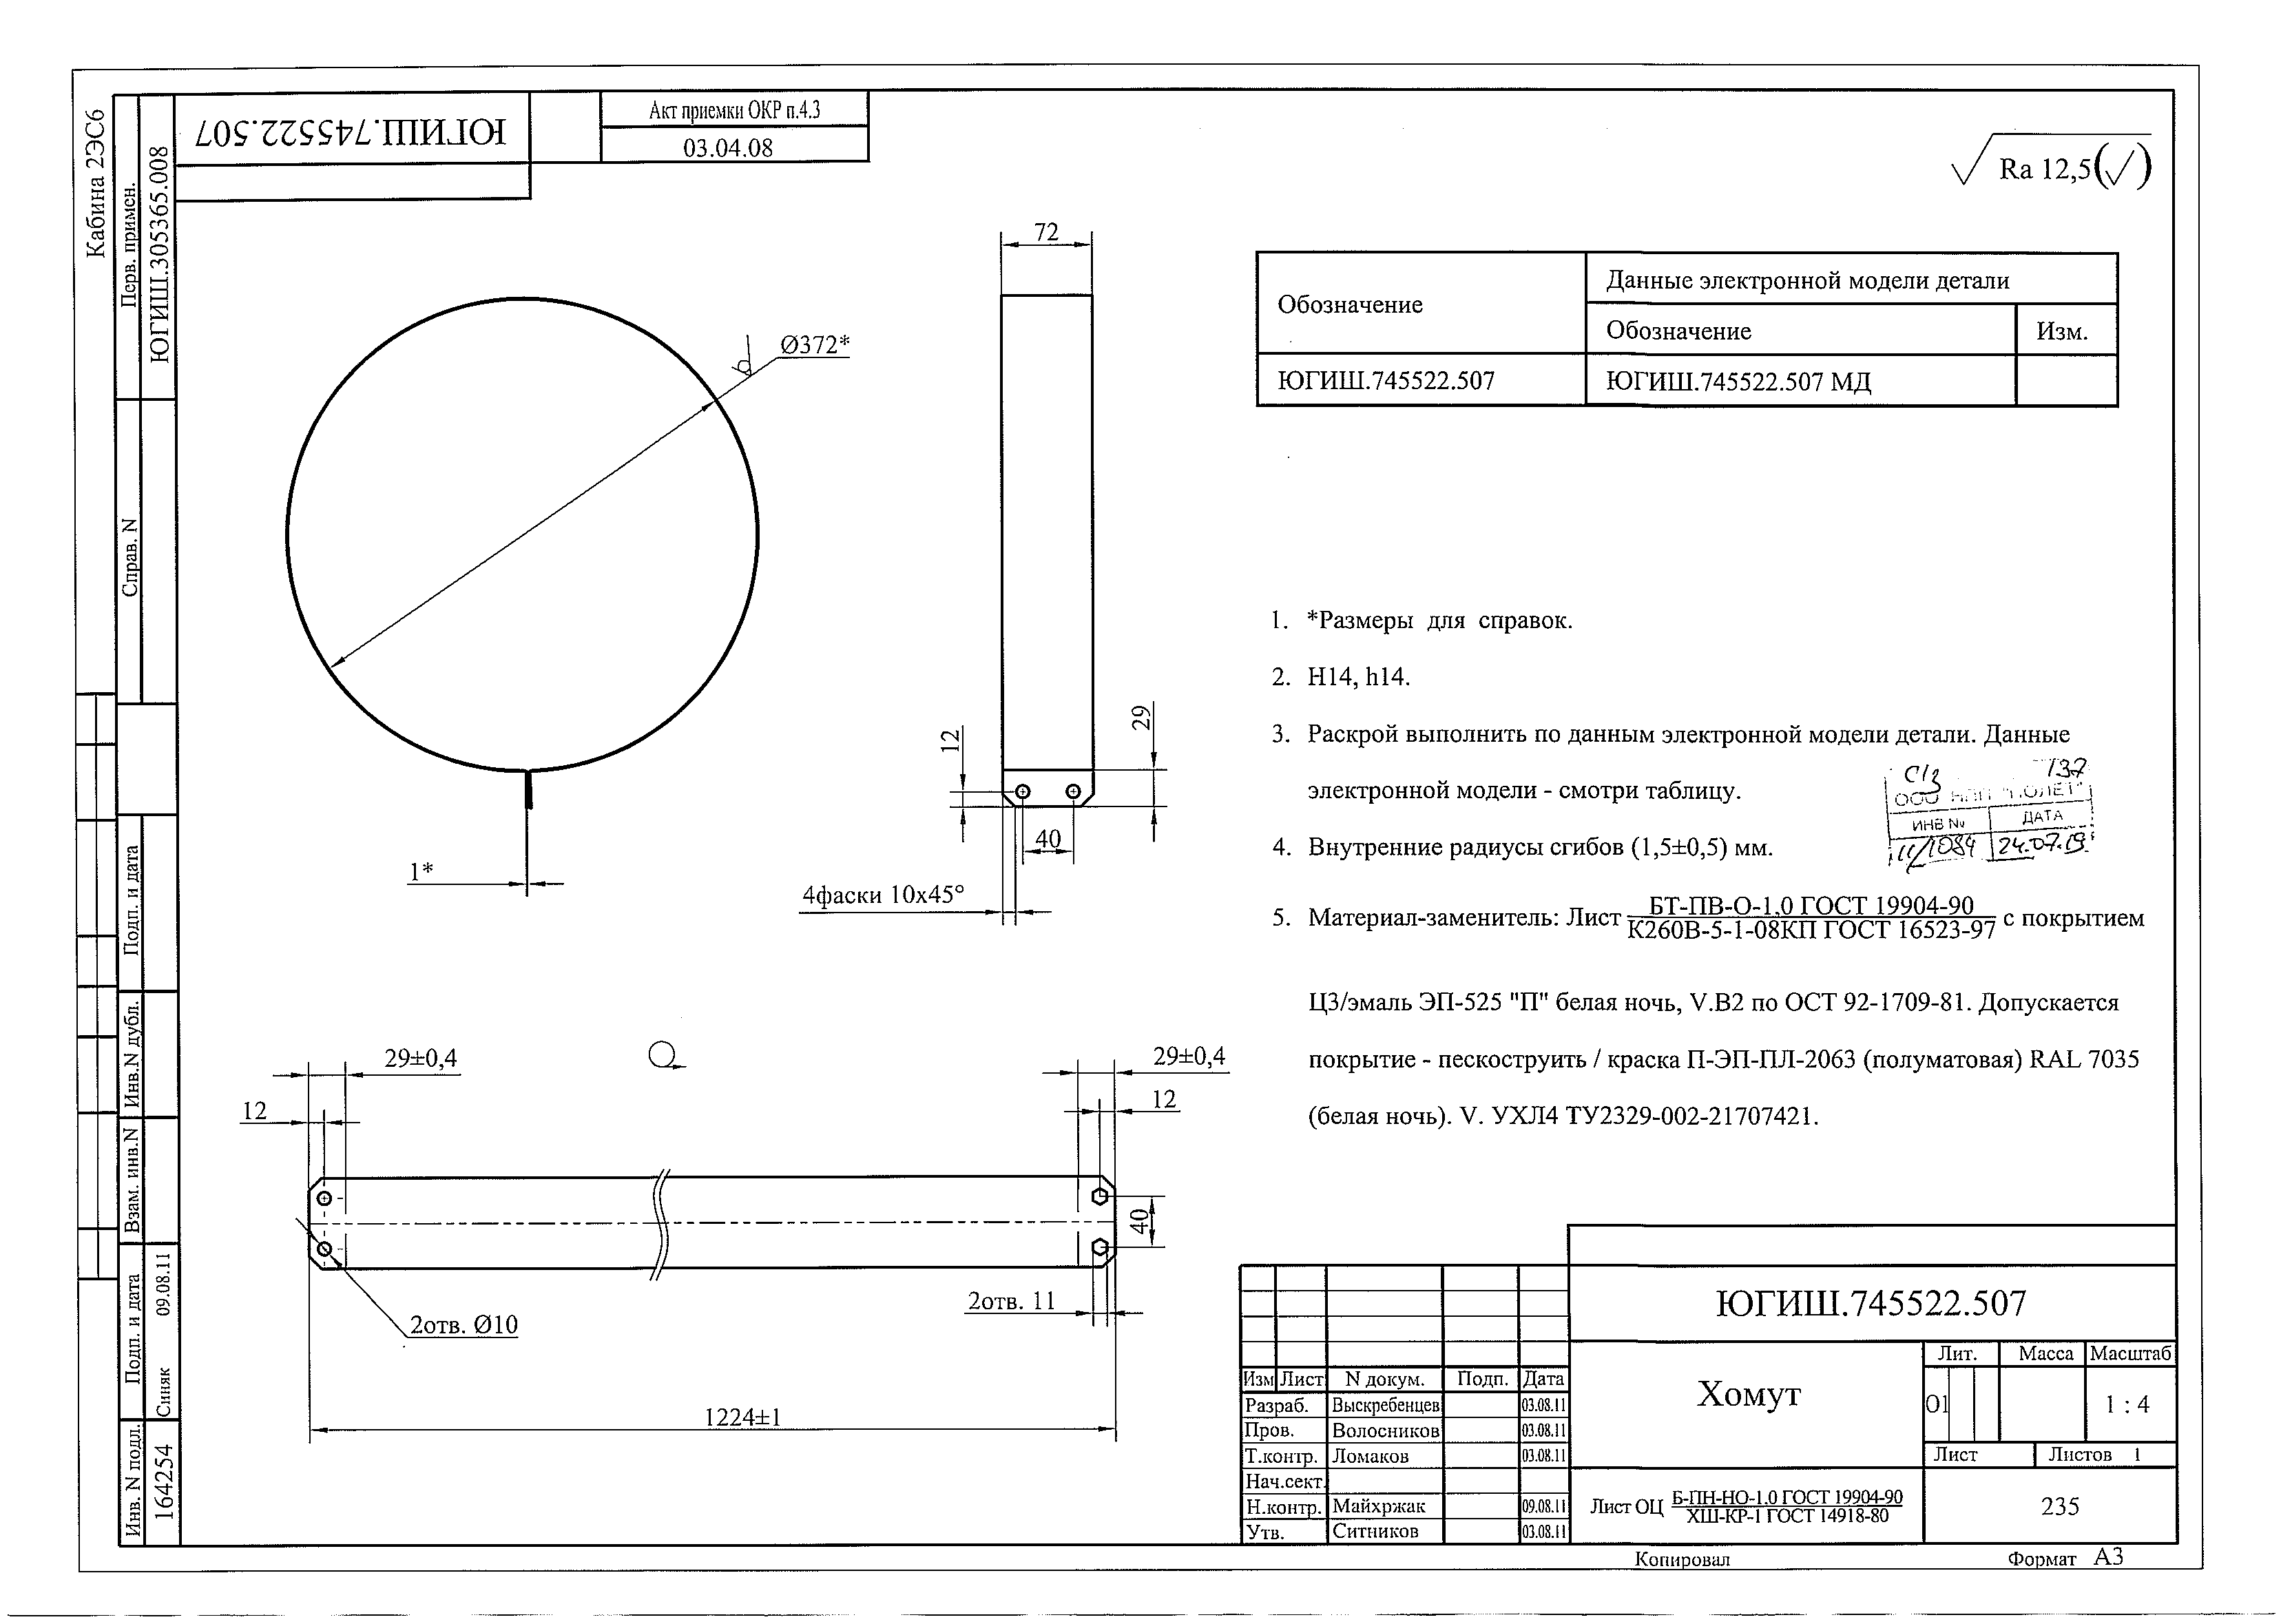 Кабина 2ЭС6
Перв. примен.
ЮГИШ.305365.008
Справ. N
Подп. и дата
Инв.N дубл.
Взам. инв.N
Подп. и дата
Синяк 09.08.11
Инв. N подл.
164254
ЮГИШ.745522.507
Акт приемки ОКР п.4.3
03.04.08
Ra 12,5
Ø372*
1*
72
12
29
40
4фаски 10х45°
Обозначение
Данные электронной модели детали
Обозначение
Изм.
ЮГИШ.745522.507
ЮГИШ.745522.507 МД
1. *Размеры для справок.
2. H14, h14.
3. Раскрой выполнить по данным электронной модели детали. Данные
электронной модели - смотри таблицу.
4. Внутренние радиусы сгибов (1,5±0,5) мм.
5. Материал-заменитель: Лист БТ-ПВ-О-1,0 ГОСТ 19904-90
К260В-5-1-08КП ГОСТ 16523-97 с покрытием
Ц3/эмаль ЭП-525 "П" белая ночь, V.В2 по ОСТ 92-1709-81. Допускается
покрытие - пескоструить / краска П-ЭП-ПЛ-2063 (полуматовая) RAL 7035
(белая ночь). V. УХЛ4 ТУ2329-002-21707421.
137
ООО НПП "ПОЛЕТ"
ИНВ №
ДАТА
11/1084
24.07.19
29±0,4
29±0,4
12
12
40
2отв. 11
2отв. Ø10
1224±1
ЮГИШ.745522.507
Хомут
Лит.
Масса
Масштаб
О1
1 : 4
Лист
Листов 1
Лист ОЦ Б-ПН-НО-1,0 ГОСТ 19904-90
ХШ-КР-1 ГОСТ 14918-80
235
Изм Лист N докум. Подп. Дата
Разраб. Выскребенцев 03.08.11
Пров. Волосников 03.08.11
Т.контр. Ломаков 03.08.11
Нач.сект.
Н.контр. Майхржак 09.08.11
Утв. Ситников 03.08.11
Копировал
Формат А3